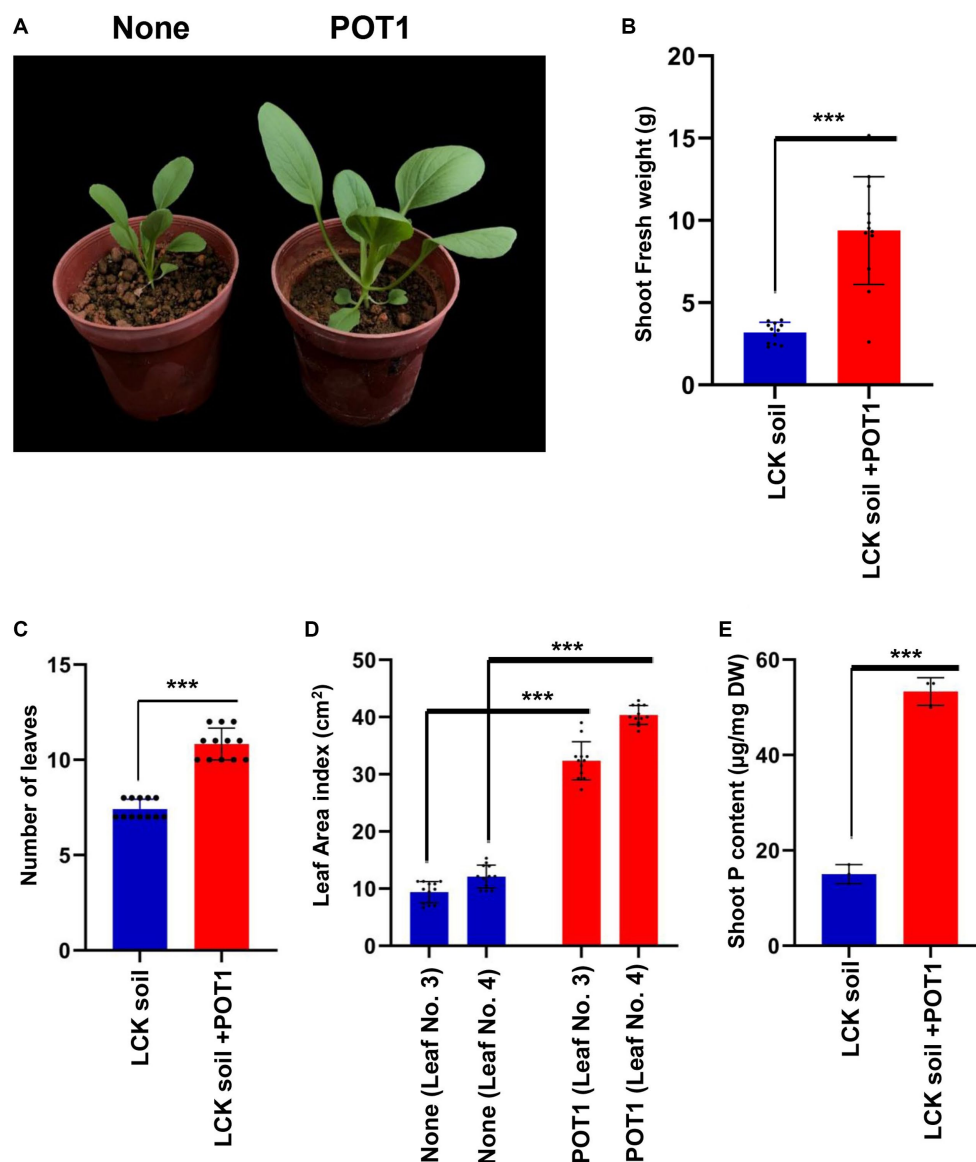 A
None POT1
B
Shoot Fresh weight (g)
20
15
10
5
0
***
LCK soil
LCK soil +POT1
C
Number of leaves
15
10
5
0
***
LCK soil
LCK soil +POT1
D
Leaf Area index (cm²)
50
40
30
20
10
0
***
***
None (Leaf No. 3)
None (Leaf No. 4)
POT1 (Leaf No. 3)
POT1 (Leaf No. 4)
E
Shoot P content (µg/mg DW)
60
40
20
0
***
LCK soil
LCK soil +POT1